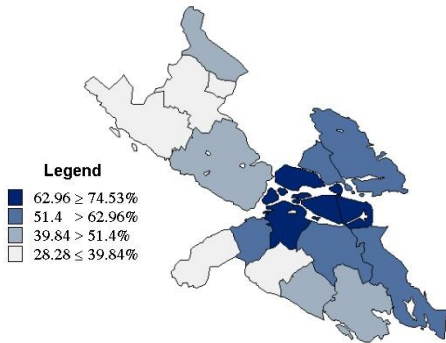 Legend
62.96 ≥ 74.53%
51.4 > 62.96%
39.84 > 51.4%
28.28 ≤ 39.84%